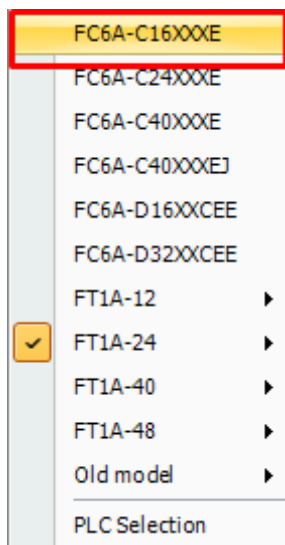 FC6A-C16XXXE
FC6A-C24XXXE
FC6A-C40XXXE
FC6A-C40XXXEJ
FC6A-D16XXCEE
FC6A-D32XXCEE
FT1A-12
FT1A-24
FT1A-40
FT1A-48
Old model
PLC Selection